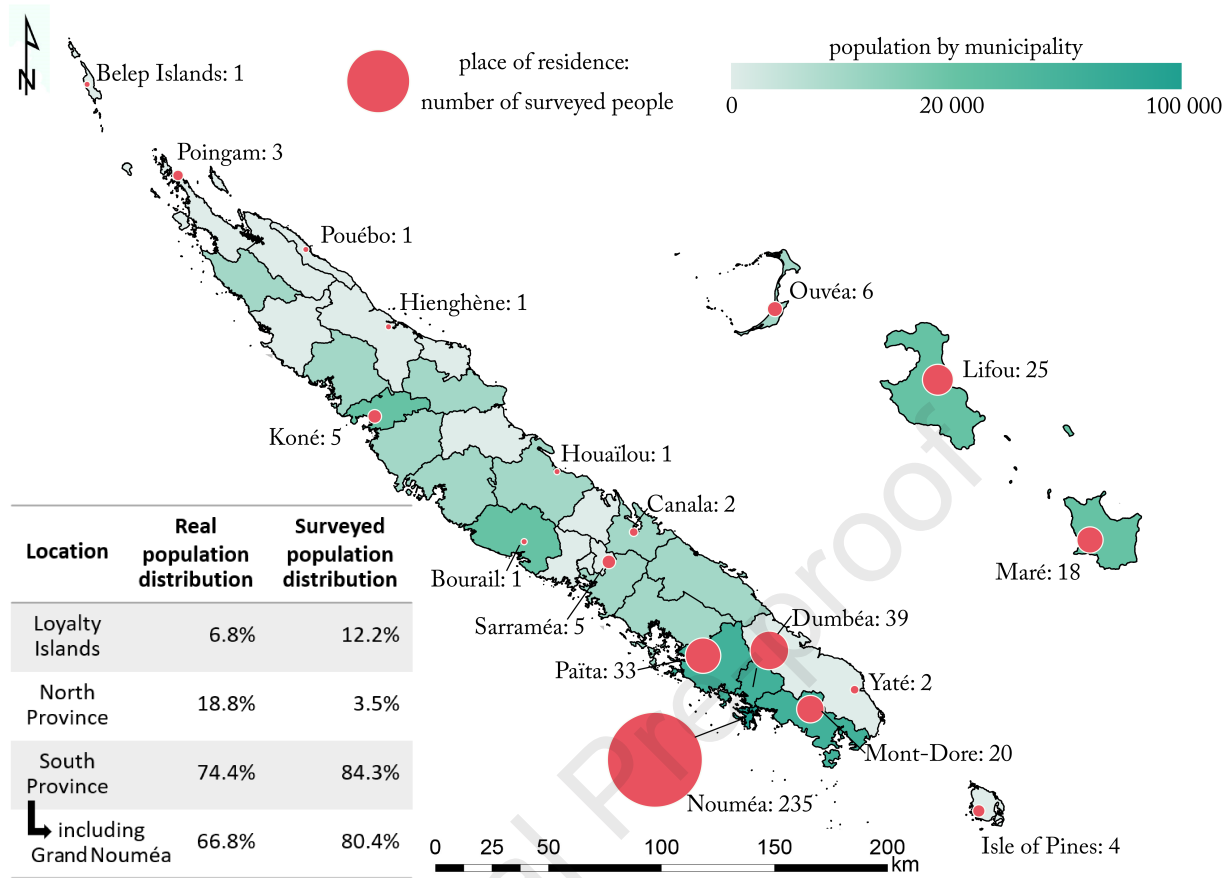 N
Belep Islands: 1
place of residence:
number of surveyed people
population by municipality
0
20 000
100 000
Poingam: 3
Pouébo: 1
Hienghène: 1
Ouvéa: 6
Lifou: 25
Koné: 5
Houaïlou: 1
Canala: 2
Maré: 18
Bourail: 1
Sarraméa: 5
Dumbéa: 39
Païta: 33
Yaté: 2
Mont-Dore: 20
Nouméa: 235
Isle of Pines: 4
Location
Real
population
distribution
Surveyed
population
distribution
Loyalty
Islands
6.8%
12.2%
North
Province
18.8%
3.5%
South
Province
74.4%
84.3%
including
Grand Nouméa
66.8%
80.4%
0 25 50 100 150 200
km
al Pre-proof